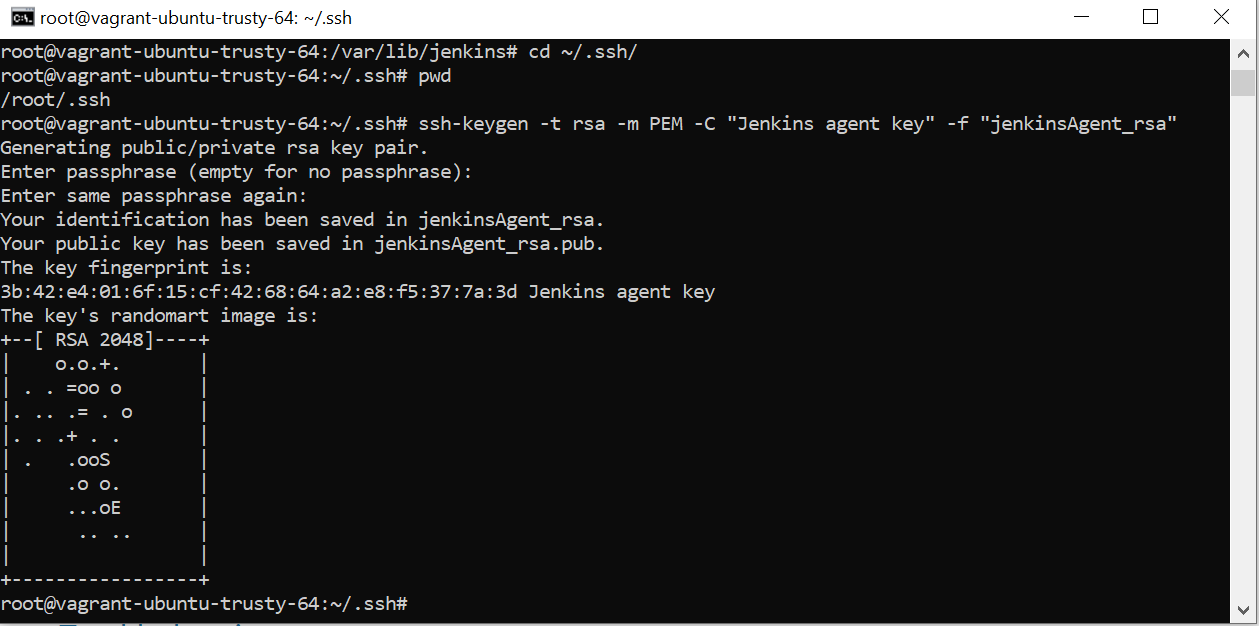 root@vagrant-ubuntu-trusty-64: ~/.ssh
root@vagrant-ubuntu-trusty-64:/var/lib/jenkins# cd ~/.ssh/
root@vagrant-ubuntu-trusty-64:~/.ssh# pwd
/root/.ssh
root@vagrant-ubuntu-trusty-64:~/.ssh# ssh-keygen -t rsa -m PEM -C "Jenkins agent key" -f "jenkinsAgent_rsa"
Generating public/private rsa key pair.
Enter passphrase (empty for no passphrase):
Enter same passphrase again:
Your identification has been saved in jenkinsAgent_rsa.
Your public key has been saved in jenkinsAgent_rsa.pub.
The key fingerprint is:
3b:42:e4:01:6f:15:cf:42:68:64:a2:e8:f5:37:7a:3d Jenkins agent key
The key's randomart image is:
+--[ RSA 2048]----+
|    o.o.+.       |
| . . =oo o       |
|. .. .= . o      |
|. . .+ . .       |
| .   .ooS        |
|     .o o.       |
|     ...oE       |
|      .. ..      |
|                 |
+-----------------+
root@vagrant-ubuntu-trusty-64:~/.ssh#